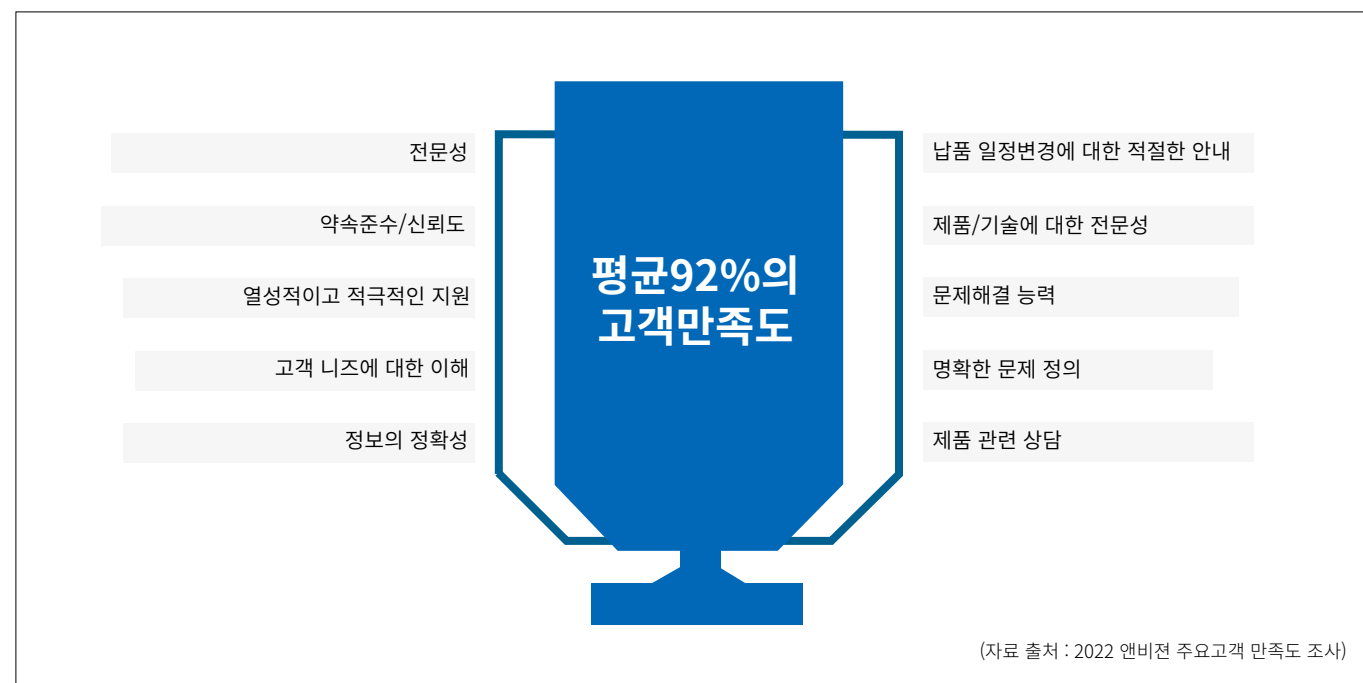 전문성
약속준수/신뢰도
열성적이고 적극적인 지원
고객 니즈에 대한 이해
정보의 정확성
평균92%의
고객만족도
납품 일정변경에 대한 적절한 안내
제품/기술에 대한 전문성
문제해결 능력
명확한 문제 정의
제품 관련 상담
(자료 출처 : 2022 앤비젼 주요고객 만족도 조사)